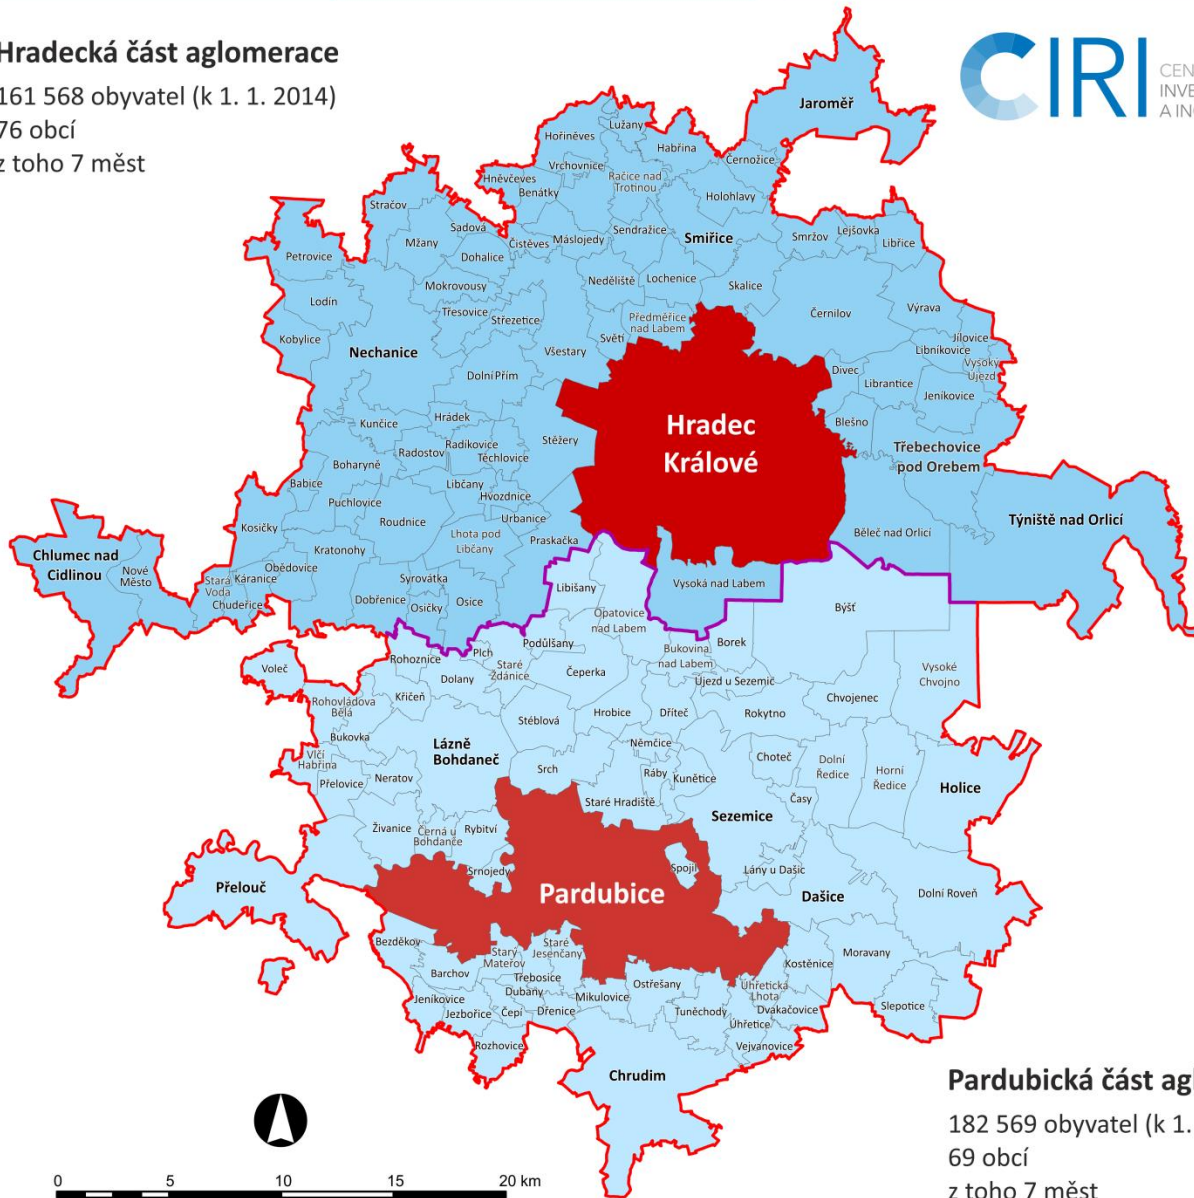 Hradecká část aglomerace
161 568 obyvatel (k 1. 1. 2014)
76 obcí
z toho 7 měst
CIRI
Jaroměř
Lužany
Hořiněves
Habřina
Vrchovnice
Černožice
Račice nad
Trotinou
Hněvčeves
Benátky
Holohlavy
Stračov
Sadová
Sendražice
Mžany
Čistěves
Máslojedy
Smiřice
Smržov
Lejšovka
Libřice
Petrovice
Dohalice
Neděliště
Lochenice
Skalice
Mokrovousy
Lodín
Třesovice
Střezetice
Předměřice
nad Labem
Černilov
Výrava
Kobylice
Nechanice
Všestary
Světí
Jílovice
Libníkovice
Vysoký
Újezd
Dolní Přím
Divec
Librantice
Jeníkovice
Kunčice
Hrádek
Stěžery
Hradec
Králové
Blešno
Třebechovice
pod Orebem
Radíkovice
Radostov
Těchlovice
Boharyně
Babice
Libčany
Puchlovice
Hvozdnice
Roudnice
Urbanice
Kosičky
Lhota pod
Libčany
Praskačka
Běleč nad Orlicí
Týniště nad Orlicí
Chlumec nad
Cidlinou
Nové
Město
Kratonohy
Obědovice
Stará
Voda
Káranice
Syrovátka
Chudeřice
Dobřenice
Osičky
Osice
Libišany
Vysoká nad Labem
Opatovice
nad Labem
Býšť
Podůlšany
Borek
Bukovina
nad Labem
Voleč
Rohoznice
Plch
Staré
Ždánice
Čeperka
Újezd u Sezemic
Vysoké
Chvojno
Dolany
Křičeň
Rohovládova
Bělá
Chvojenec
Stéblová
Hrobice
Dříteč
Rokytno
Bukovka
Lázně
Bohdaneč
Němčice
Vlčí
Habřina
Choteč
Dolní
Ředice
Horní
Ředice
Přelovice
Neratov
Srch
Ráby
Kunětice
Holice
Staré Hradiště
Časy
Sezemice
Živanice
Černá u
Bohdanče
Rybitví
Srnojedy
Spojil
Lány u Dašic
Přelouč
Pardubice
Dašice
Dolní Roveň
Bezděkov
Starý
Mateřov
Staré
Jesenčany
Moravany
Kostěnice
Barchov
Třebosice
Ostřešany
Úhřetická
Lhota
Dubany
Jeníkovice
Mikulovice
Jezbořice
Čepí
Dřenice
Tuněchody
Dvakačovice
Slepotice
Úhřetice
Rozhovice
Vejvanovice
Chrudim
Pardubická část agl
182 569 obyvatel (k 1.
69 obcí
z toho 7 měst
0 5 10 15 20 km